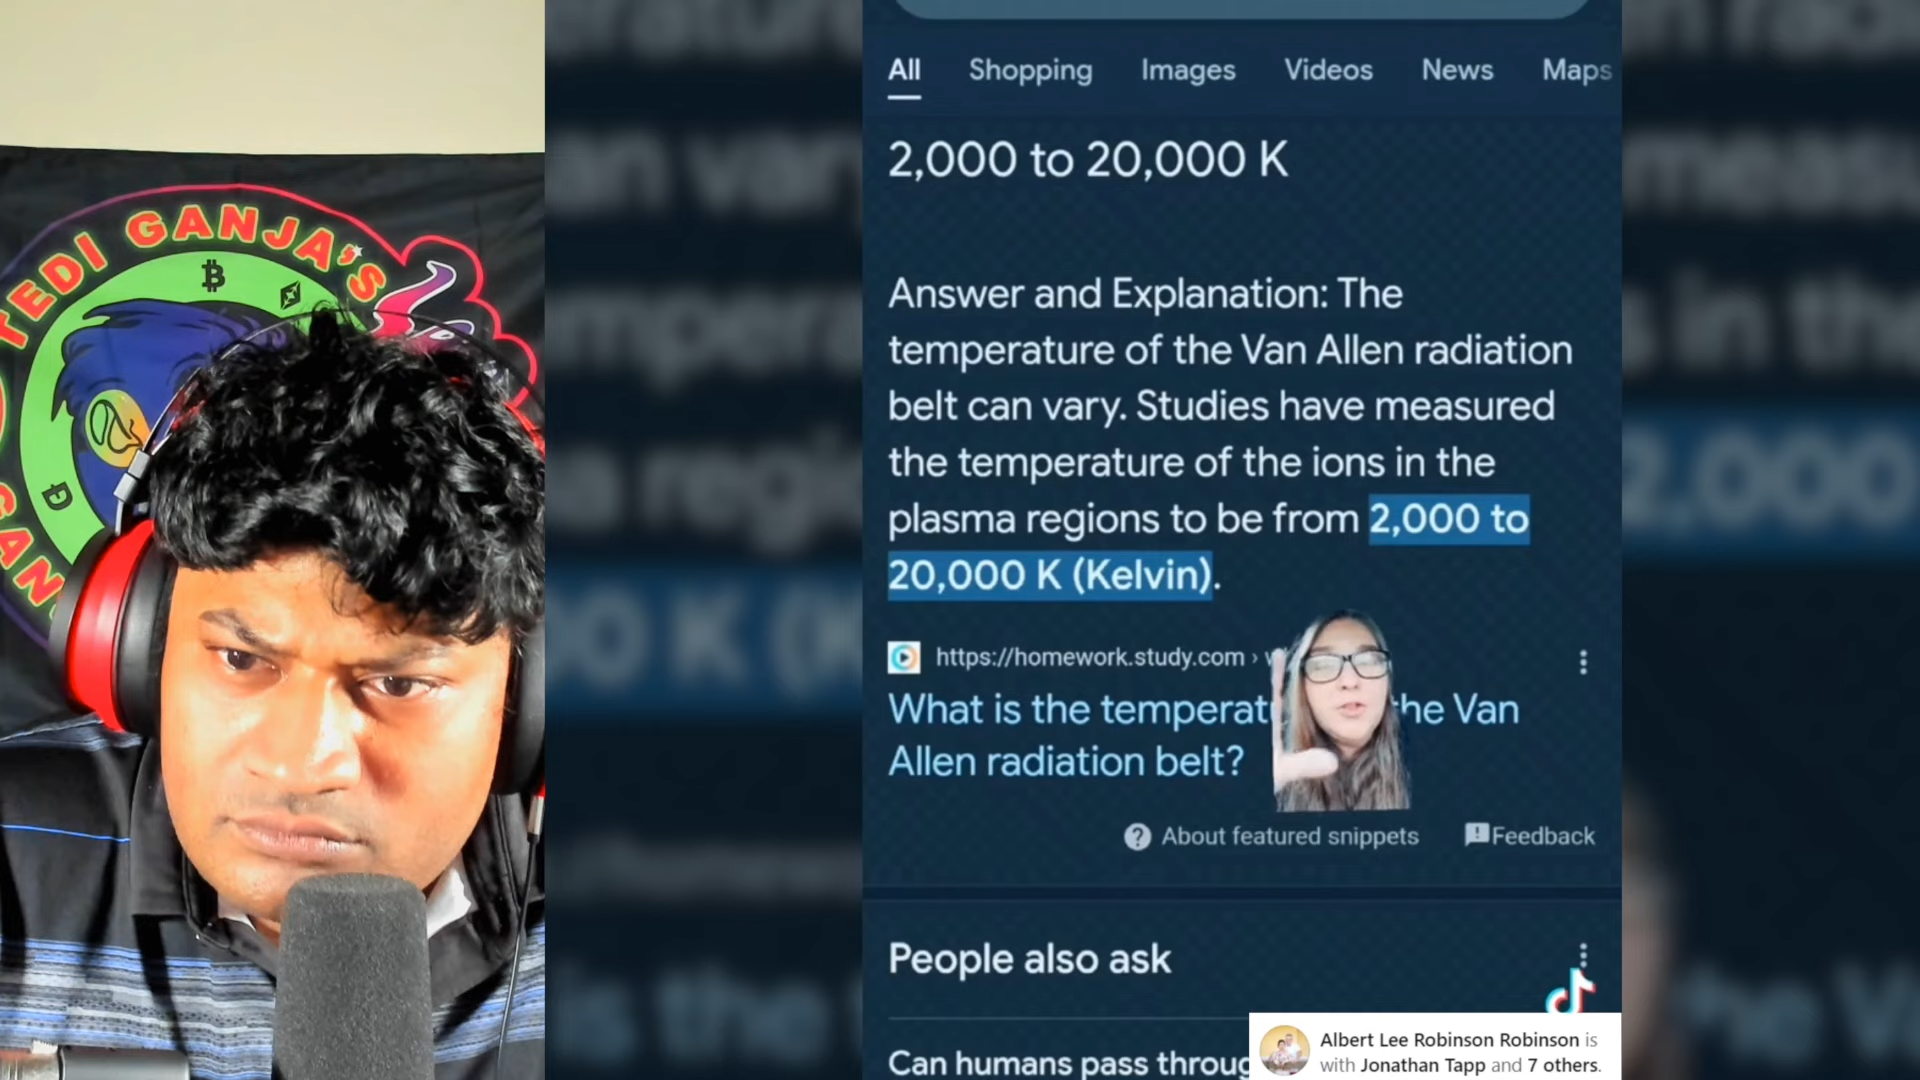 TEDI GANJA'S
All Shopping Images Videos News Maps
2,000 to 20,000 K
Answer and Explanation: The
temperature of the Van Allen radiation
belt can vary. Studies have measured
the temperature of the ions in the
plasma regions to be from 2,000 to
20,000 K (Kelvin).
https://homework.study.com ›
What is the the Van
Allen radiation belt?
About featured snippets Feedback
People also ask
Can humans pass
Albert Lee Robinson Robinson is
with Jonathan Tapp and 7 others.